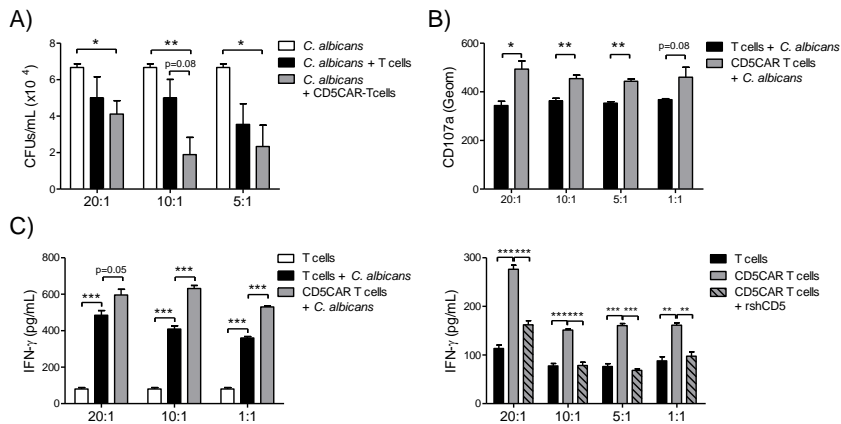 A)
* ** *
p=0.08
8
6
4
2
0
CFUs/mL (x10⁻⁴)
20:1 10:1 5:1
C. albicans
C. albicans + T cells
C. albicans
+ CD5CAR-Tcells
B)
* ** ** p=0.08
600
400
200
0
CD107a (Geom)
20:1 10:1 5:1 1:1
T cells + C. albicans
CD5CAR T cells
+ C. albicans
C)
p=0.05 *** ***
*** *** ***
800
600
400
200
0
IFN-γ (pg/mL)
20:1 10:1 1:1
T cells
T cells + C. albicans
CD5CAR T cells
+ C. albicans
*** *** *** *** *** *** ** **
300
200
100
0
IFN-γ (pg/mL)
20:1 10:1 5:1 1:1
T cells
CD5CAR T cells
CD5CAR T cells
+ rshCD5